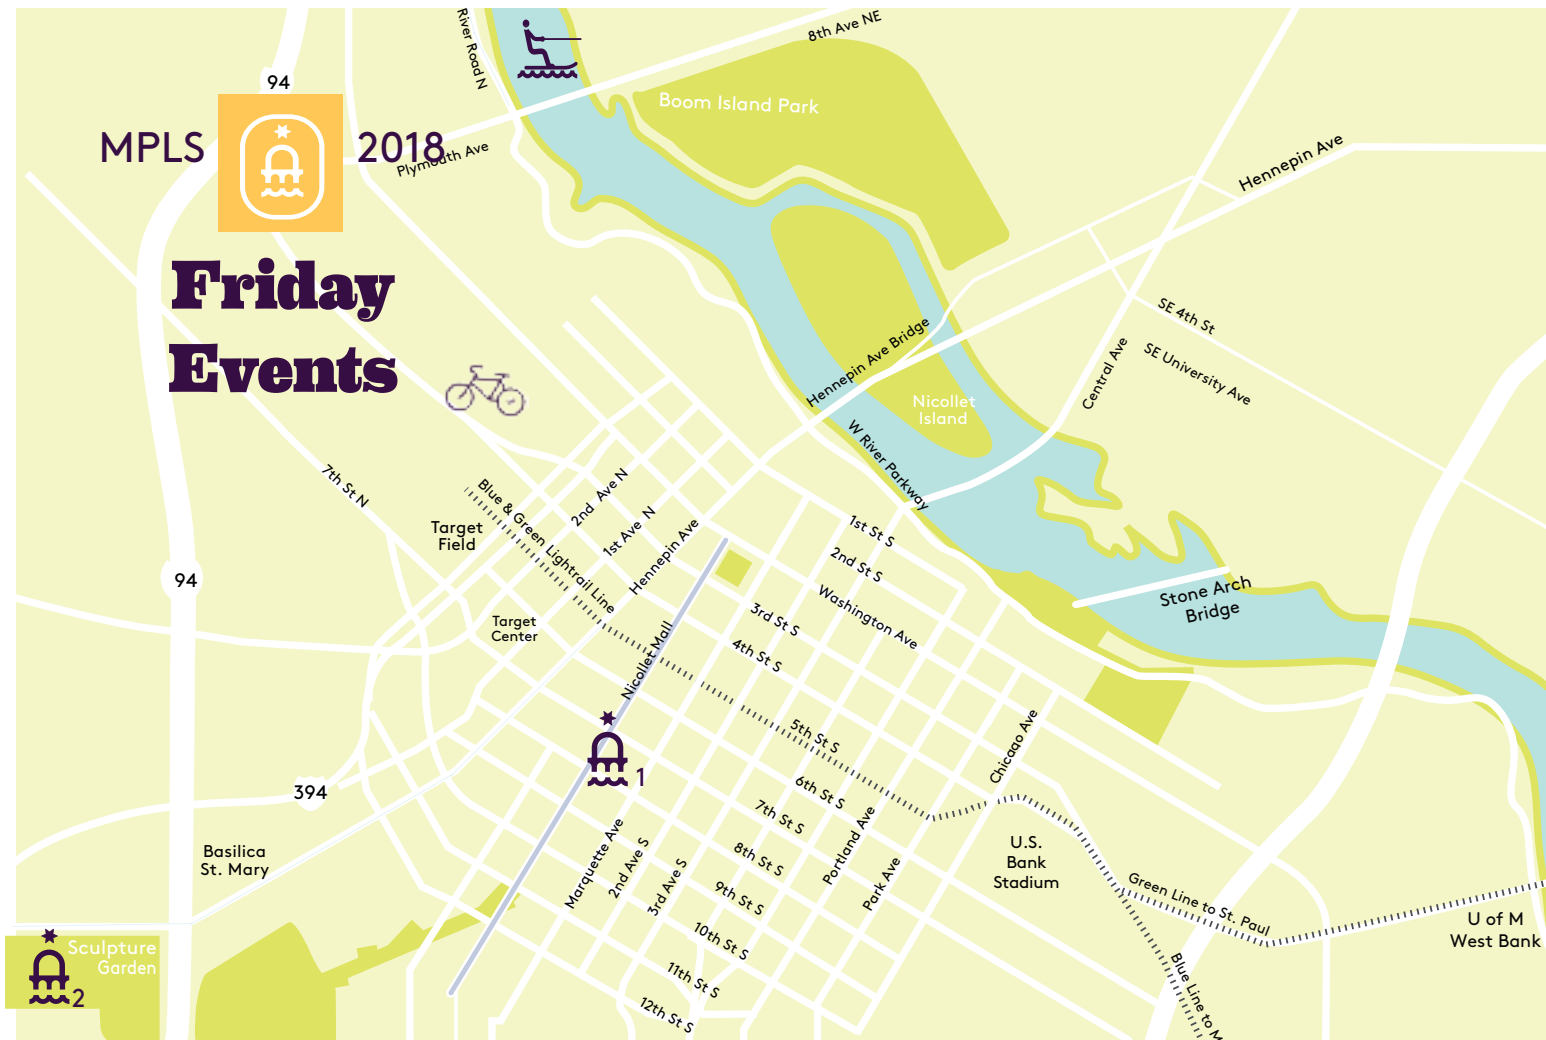 River Road N
8th Ave NE
94
Boom Island Park
MPLS
2018
Plymouth Ave
Hennepin Ave
Friday
Events
SE 4th St
Hennepin Ave Bridge
Central Ave
SE University Ave
Nicollet
Island
W River Parkway
7th St N
Blue & Green Lightrail Line
2nd Ave N
Target
Field
1st Ave N
Hennepin Ave
1st St S
2nd St S
94
Stone Arch
Bridge
Washington Ave
Target
Center
3rd St S
4th St S
Nicollet Mall
5th St S
Chicago Ave
1
394
6th St S
7th St S
Portland Ave
Basilica
St. Mary
Marquette Ave
2nd Ave S
3rd Ave S
8th St S
Park Ave
U.S.
Bank
Stadium
9th St S
Green Line to St. Paul
U of M
West Bank
10th St S
Sculpture
Garden
2
11th St S
Blue Line to M
12th St S